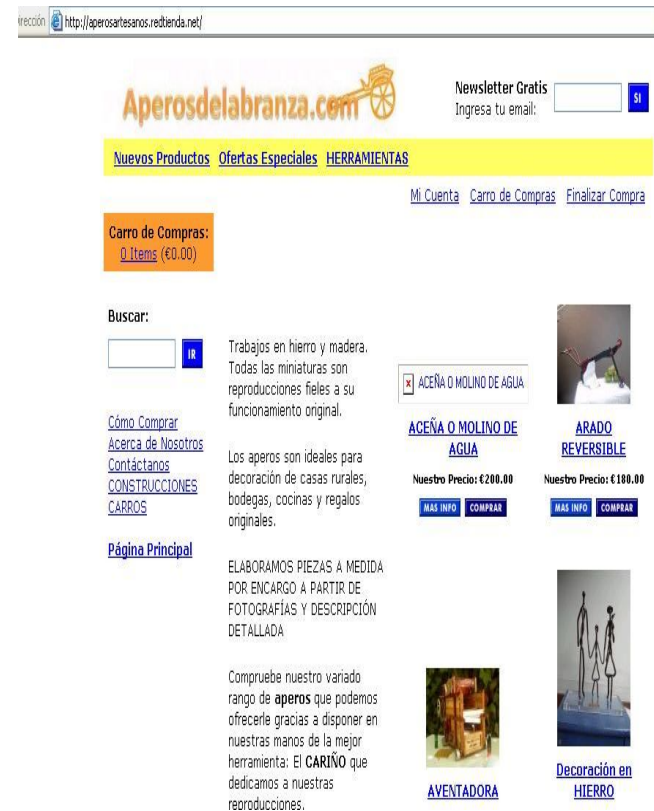 irección http://aperosartesanos.redtienda.net/
Aperosdelabranza.com
Newsletter Gratis
Ingresa tu email:
SI
Nuevos Productos Ofertas Especiales HERRAMIENTAS
Mi Cuenta Carro de Compras Finalizar Compra
Carro de Compras:
0 Items (€0.00)
Buscar:
IR
Cómo Comprar
Acerca de Nosotros
Contáctanos
CONSTRUCCIONES
CARROS
Página Principal
Trabajos en hierro y madera.
Todas las miniaturas son
reproducciones fieles a su
funcionamiento original.
Los aperos son ideales para
decoración de casas rurales,
bodegas, cocinas y regalos
originales.
ELABORAMOS PIEZAS A MEDIDA
POR ENCARGO A PARTIR DE
FOTOGRAFÍAS Y DESCRIPCIÓN
DETALLADA
Compruebe nuestro variado
rango de aperos que podemos
ofrecerle gracias a disponer en
nuestras manos de la mejor
herramienta: El CARIÑO que
dedicamos a nuestras
reproducciones.
ACEÑA O MOLINO DE AGUA
ACEÑA O MOLINO DE
AGUA
Nuestro Precio: €200.00
MAS INFO COMPRAR
ARADO
REVERSIBLE
Nuestro Precio: €180.00
MAS INFO COMPRAR
AVENTADORA
Decoración en
HIERRO